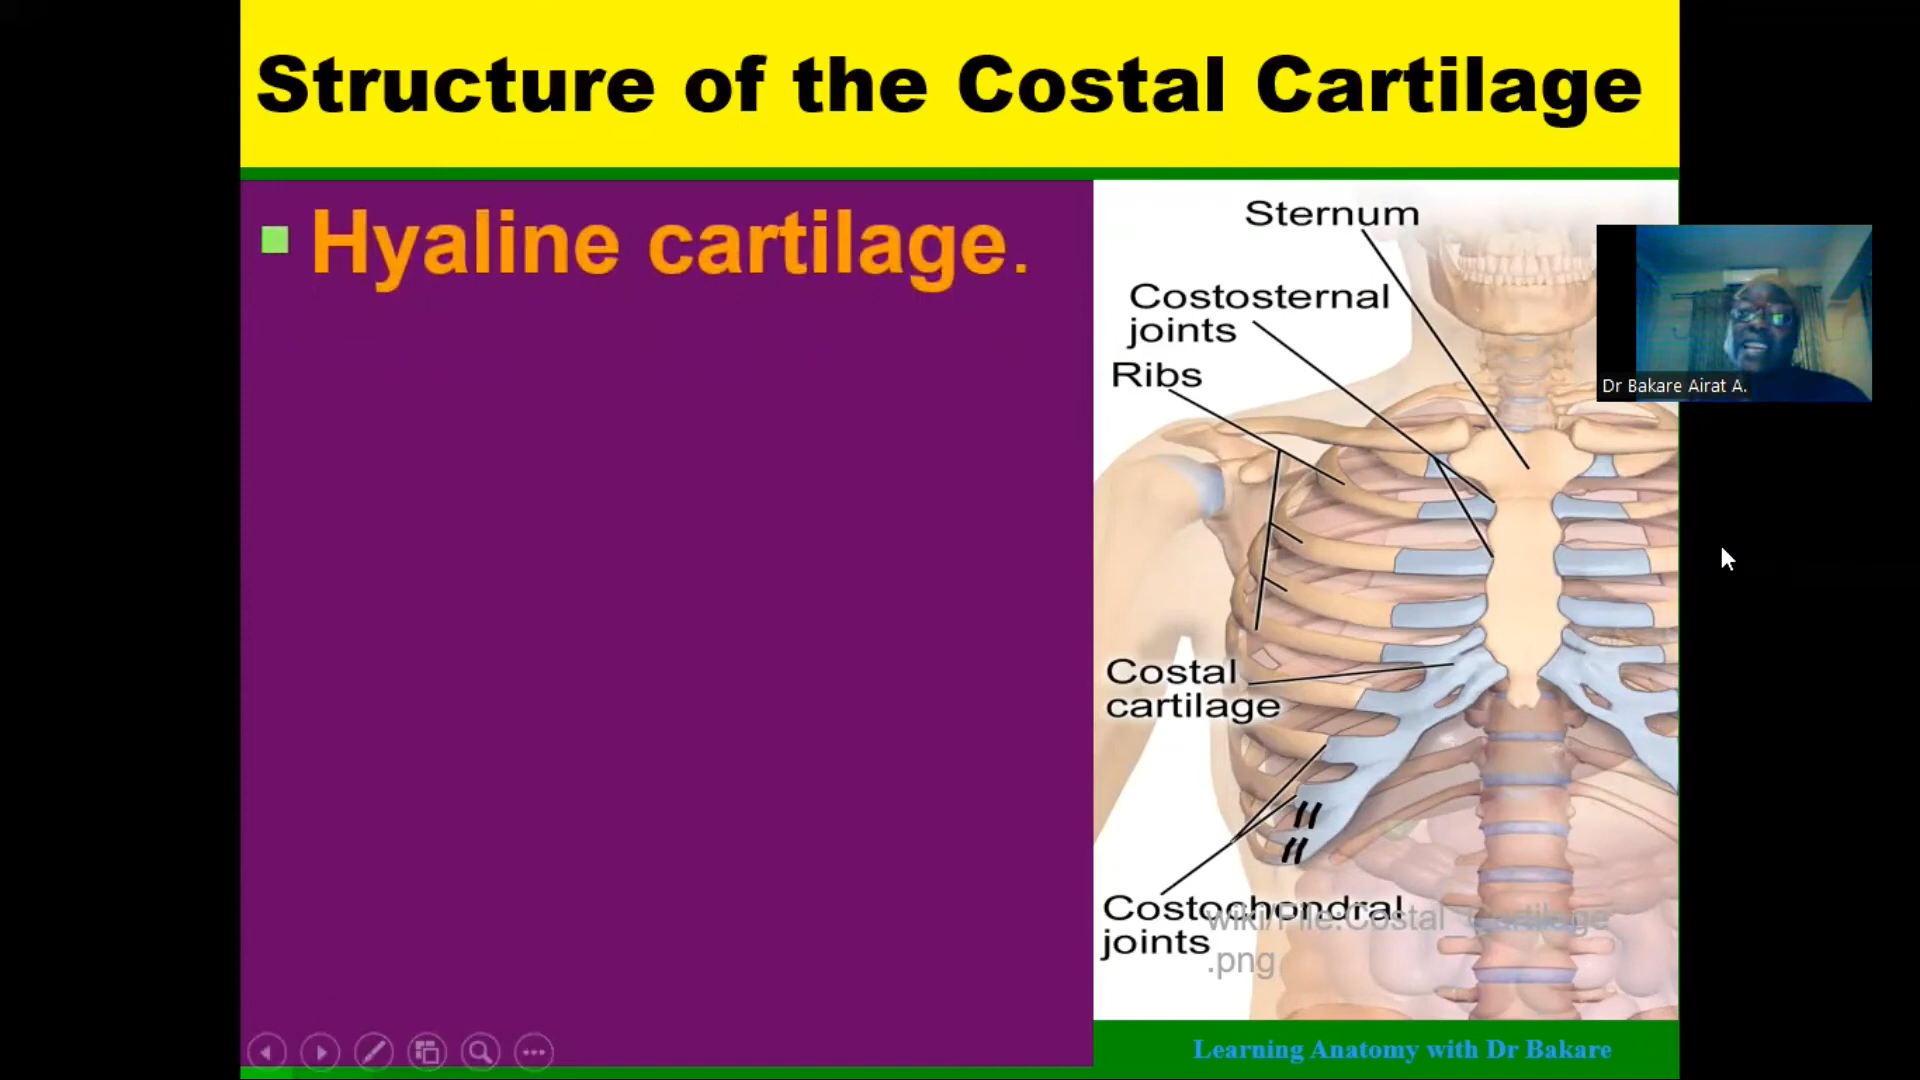 Structure of the Costal Cartilage
Hyaline cartilage.
Sternum
Costosternal
joints
Ribs
Dr Bakare Airat A.
Costal
cartilage
Costochondral
joints
wiki/File:Costal_Cartilage
.png
Learning Anatomy with Dr Bakare